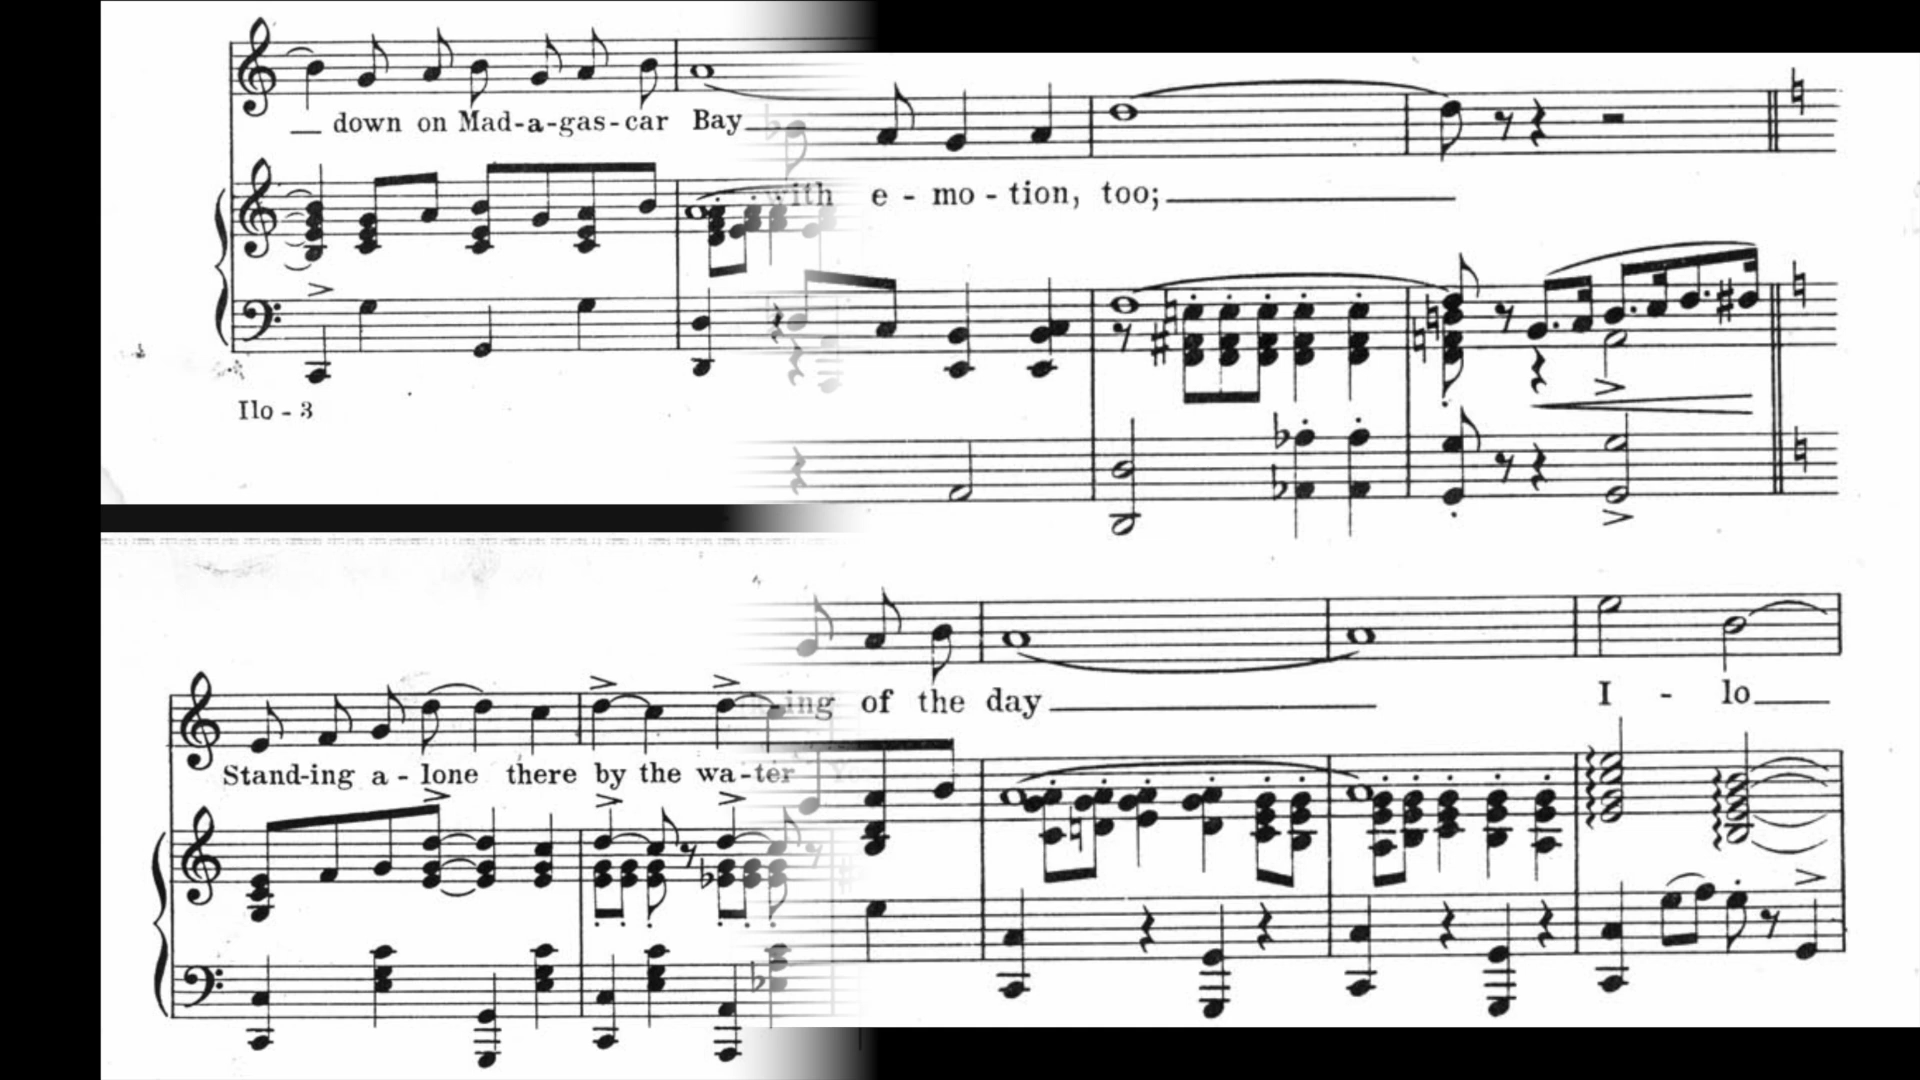 down on Mad-a-gas-car Bay
with e - mo - tion, too;
Ilo - 3
ing of the day I - lo
Stand-ing a - lone there by the wa-ter